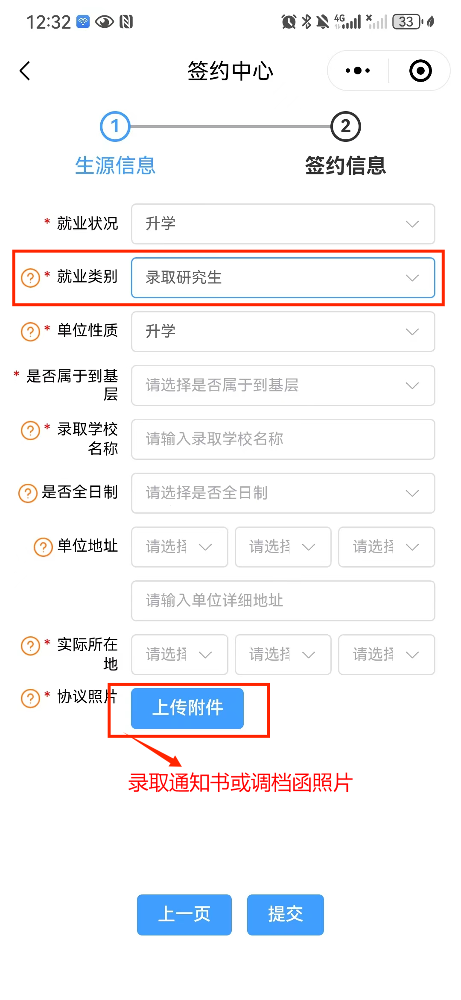 12:32
4G
33
签约中心
1
2
生源信息
签约信息
* 就业状况
升学
? * 就业类别
录取研究生
? * 单位性质
升学
* 是否属于到基层
请选择是否属于到基层
? * 录取学校名称
请输入录取学校名称
? 是否全日制
请选择是否全日制
? 单位地址
请选择 请选择 请选择
请输入单位详细地址
? * 实际所在地
请选择 请选择 请选择
? * 协议照片
上传附件
录取通知书或调档函照片
上一页
提交